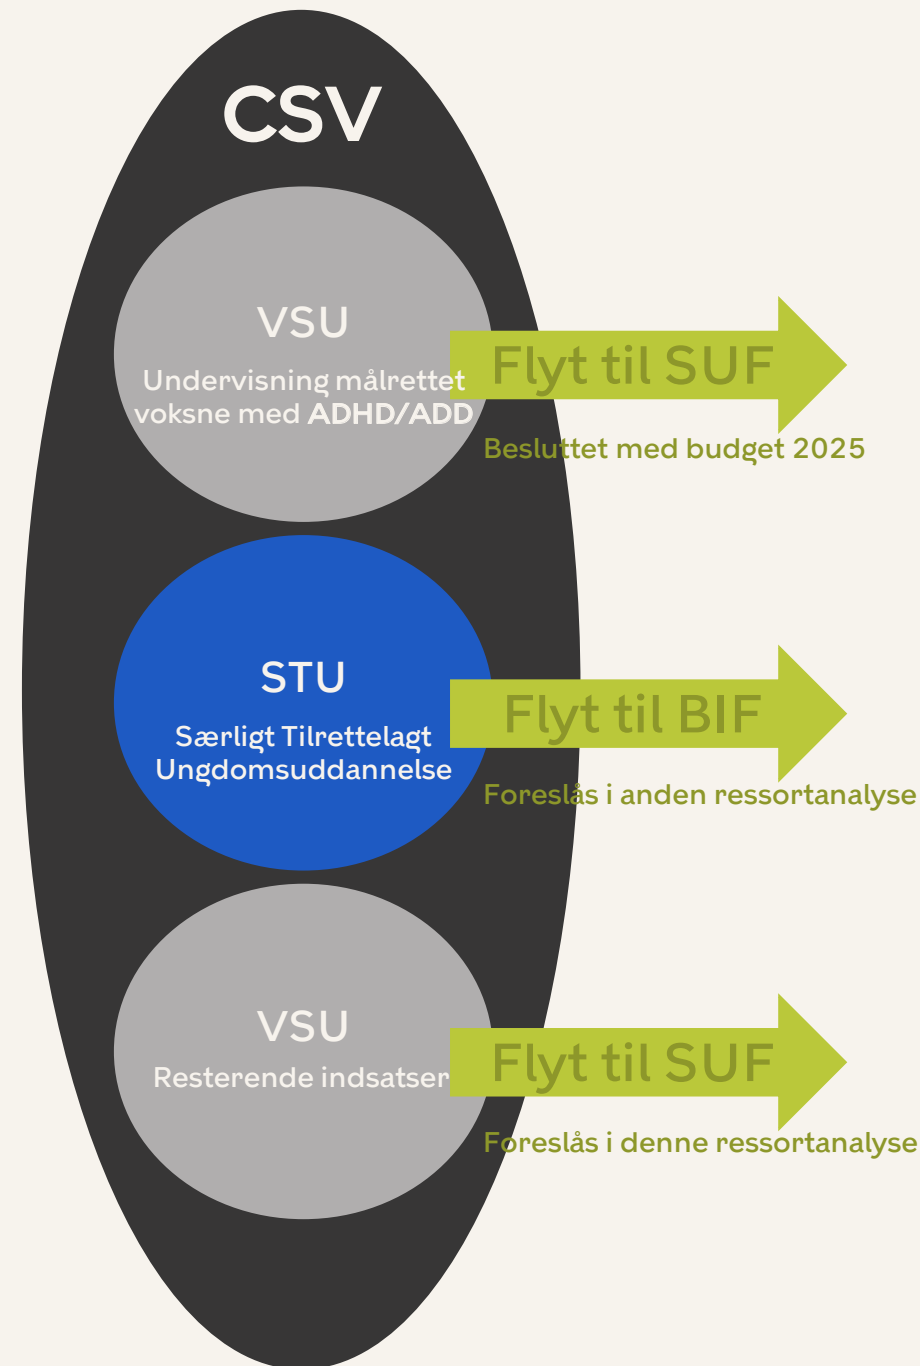 CSV
VSU
Undervisning målrettet
voksne med ADHD/ADD
Flyt til SUF
Besluttet med budget 2025
STU
Særligt Tilrettelagt
Ungdomsuddannelse
Flyt til BIF
Foreslås i anden ressortanalyse
VSU
Resterende indsatser
Flyt til SUF
Foreslås i denne ressortanalyse